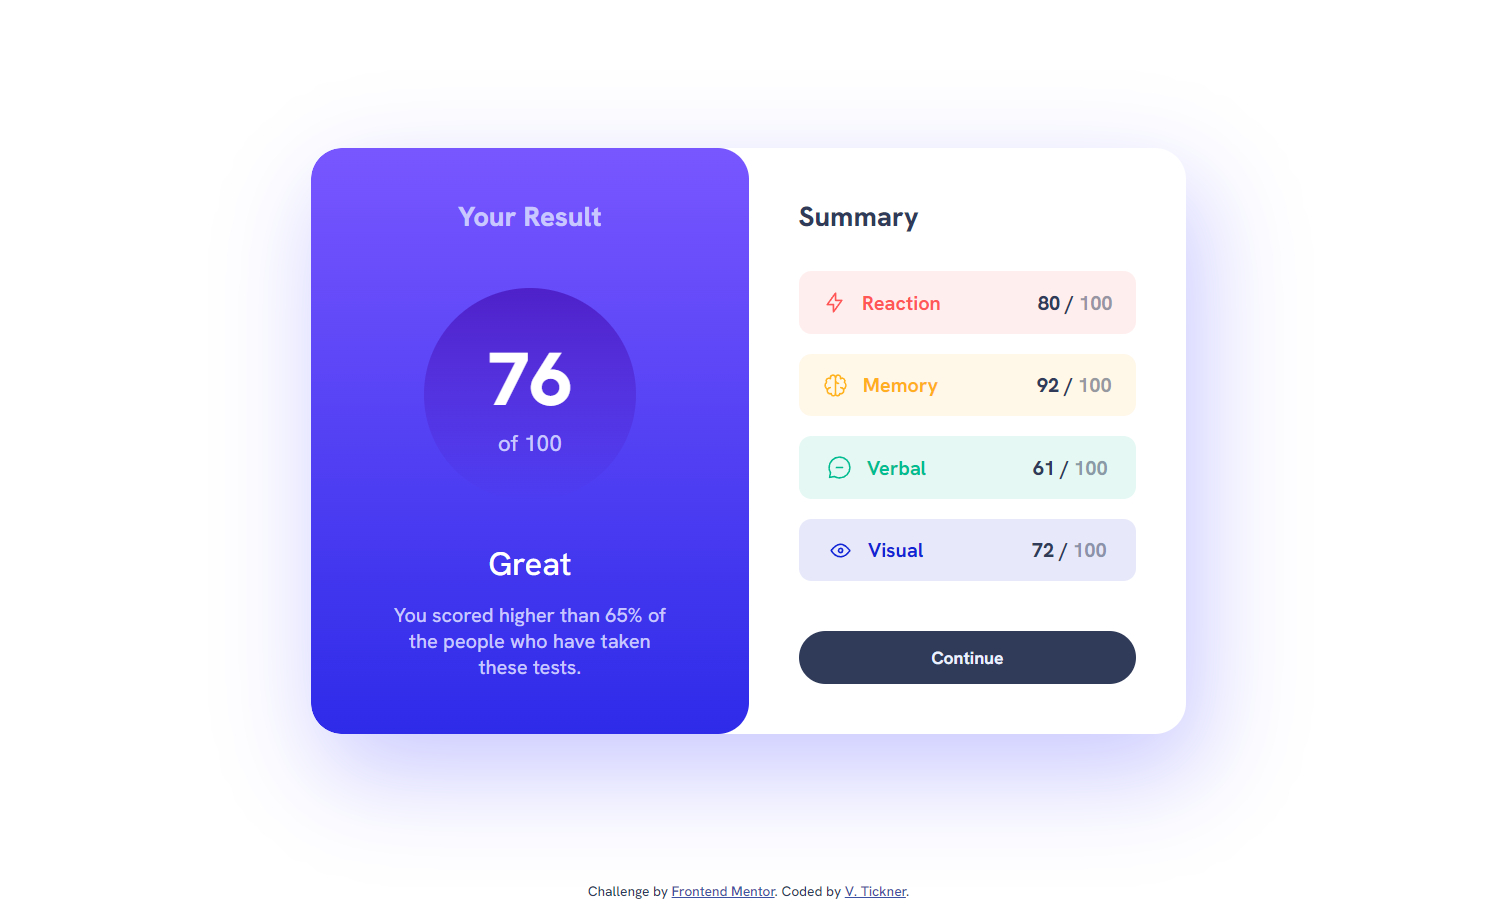 Your Result
76
of 100
Great
You scored higher than 65% of
the people who have taken
these tests.
Summary
Reaction 80 / 100
Memory 92 / 100
Verbal 61 / 100
Visual 72 / 100
Continue
Challenge by Frontend Mentor. Coded by V. Tickner.